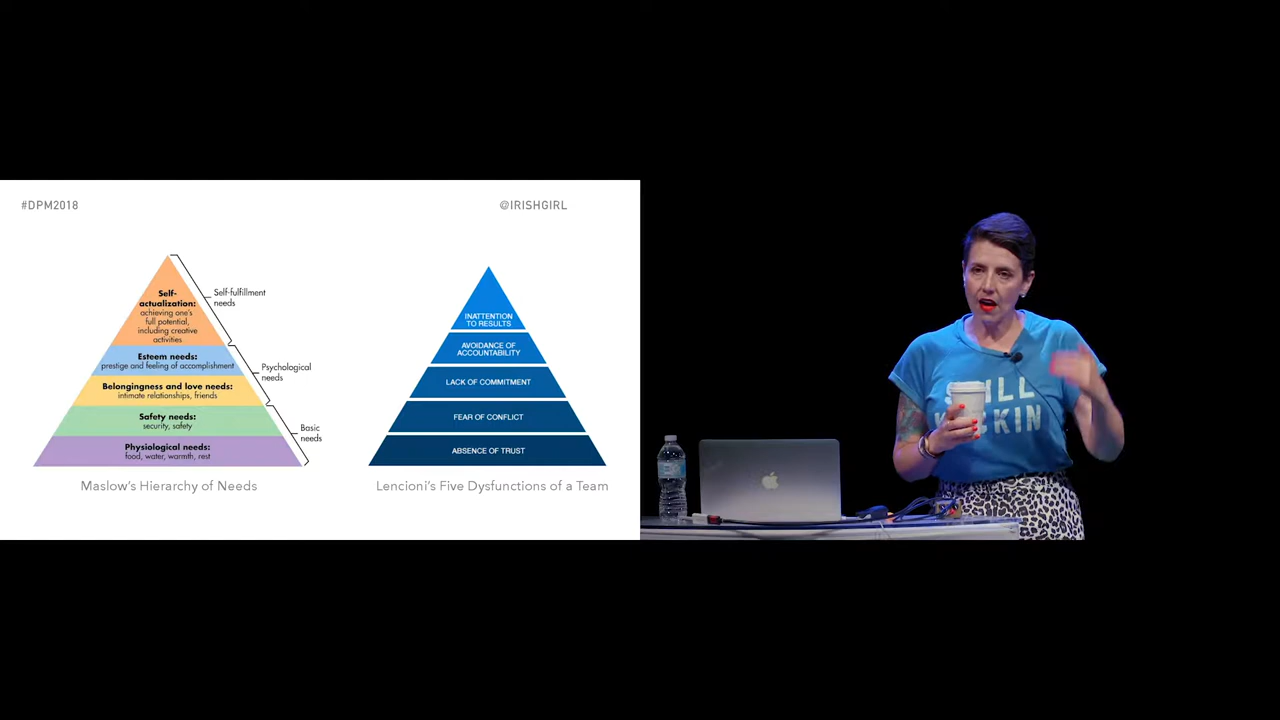 #DPM2018
@IRISHGIRL
Self-
actualization:
achieving one's
full potential,
including creative
activities
Esteem needs:
prestige and feeling of accomplishment
Belongingness and love needs:
intimate relationships, friends
Safety needs:
security, safety
Physiological needs:
food, water, warmth, rest
Self-fulfillment
needs
Psychological
needs
Basic
needs
Maslow's Hierarchy of Needs
INATTENTION
TO RESULTS
AVOIDANCE OF
ACCOUNTABILITY
LACK OF COMMITMENT
FEAR OF CONFLICT
ABSENCE OF TRUST
Lencioni's Five Dysfunctions of a Team